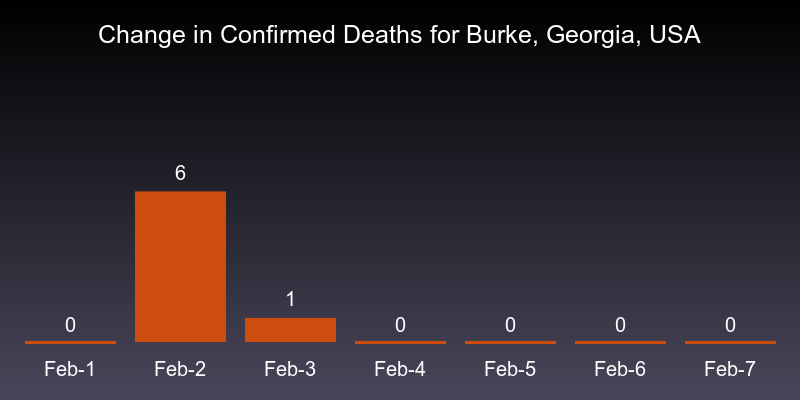 Change in Confirmed Deaths for Burke, Georgia, USA
6
1
0 0 0 0 0
Feb-1 Feb-2 Feb-3 Feb-4 Feb-5 Feb-6 Feb-7